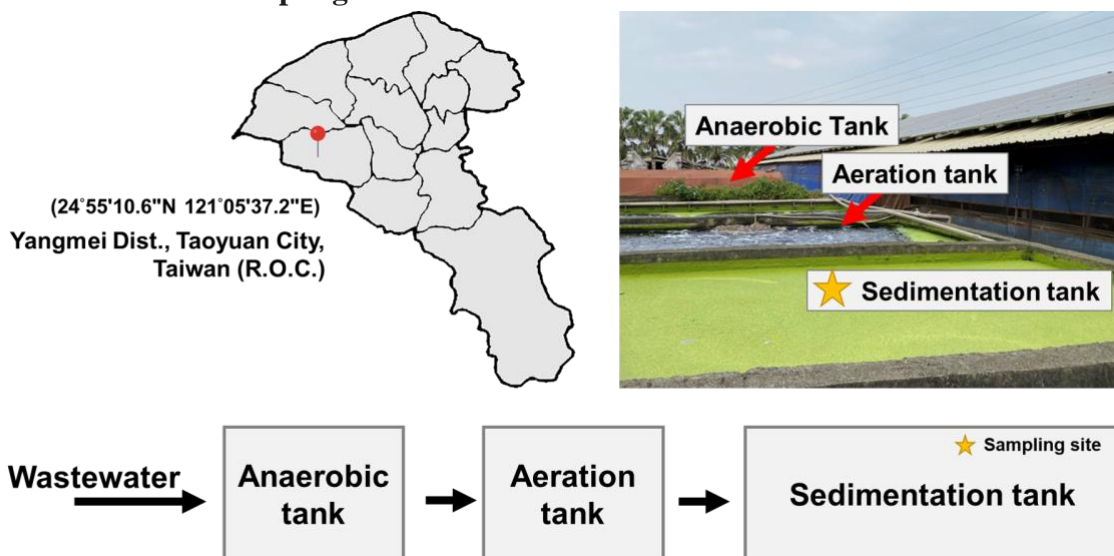 (24°55'10.6"N 121°05'37.2"E)
Yangmei Dist., Taoyuan City,
Taiwan (R.O.C.)
Anaerobic Tank
Aeration tank
Sedimentation tank
Wastewater
Anaerobic
tank
Aeration
tank
Sampling site
Sedimentation tank